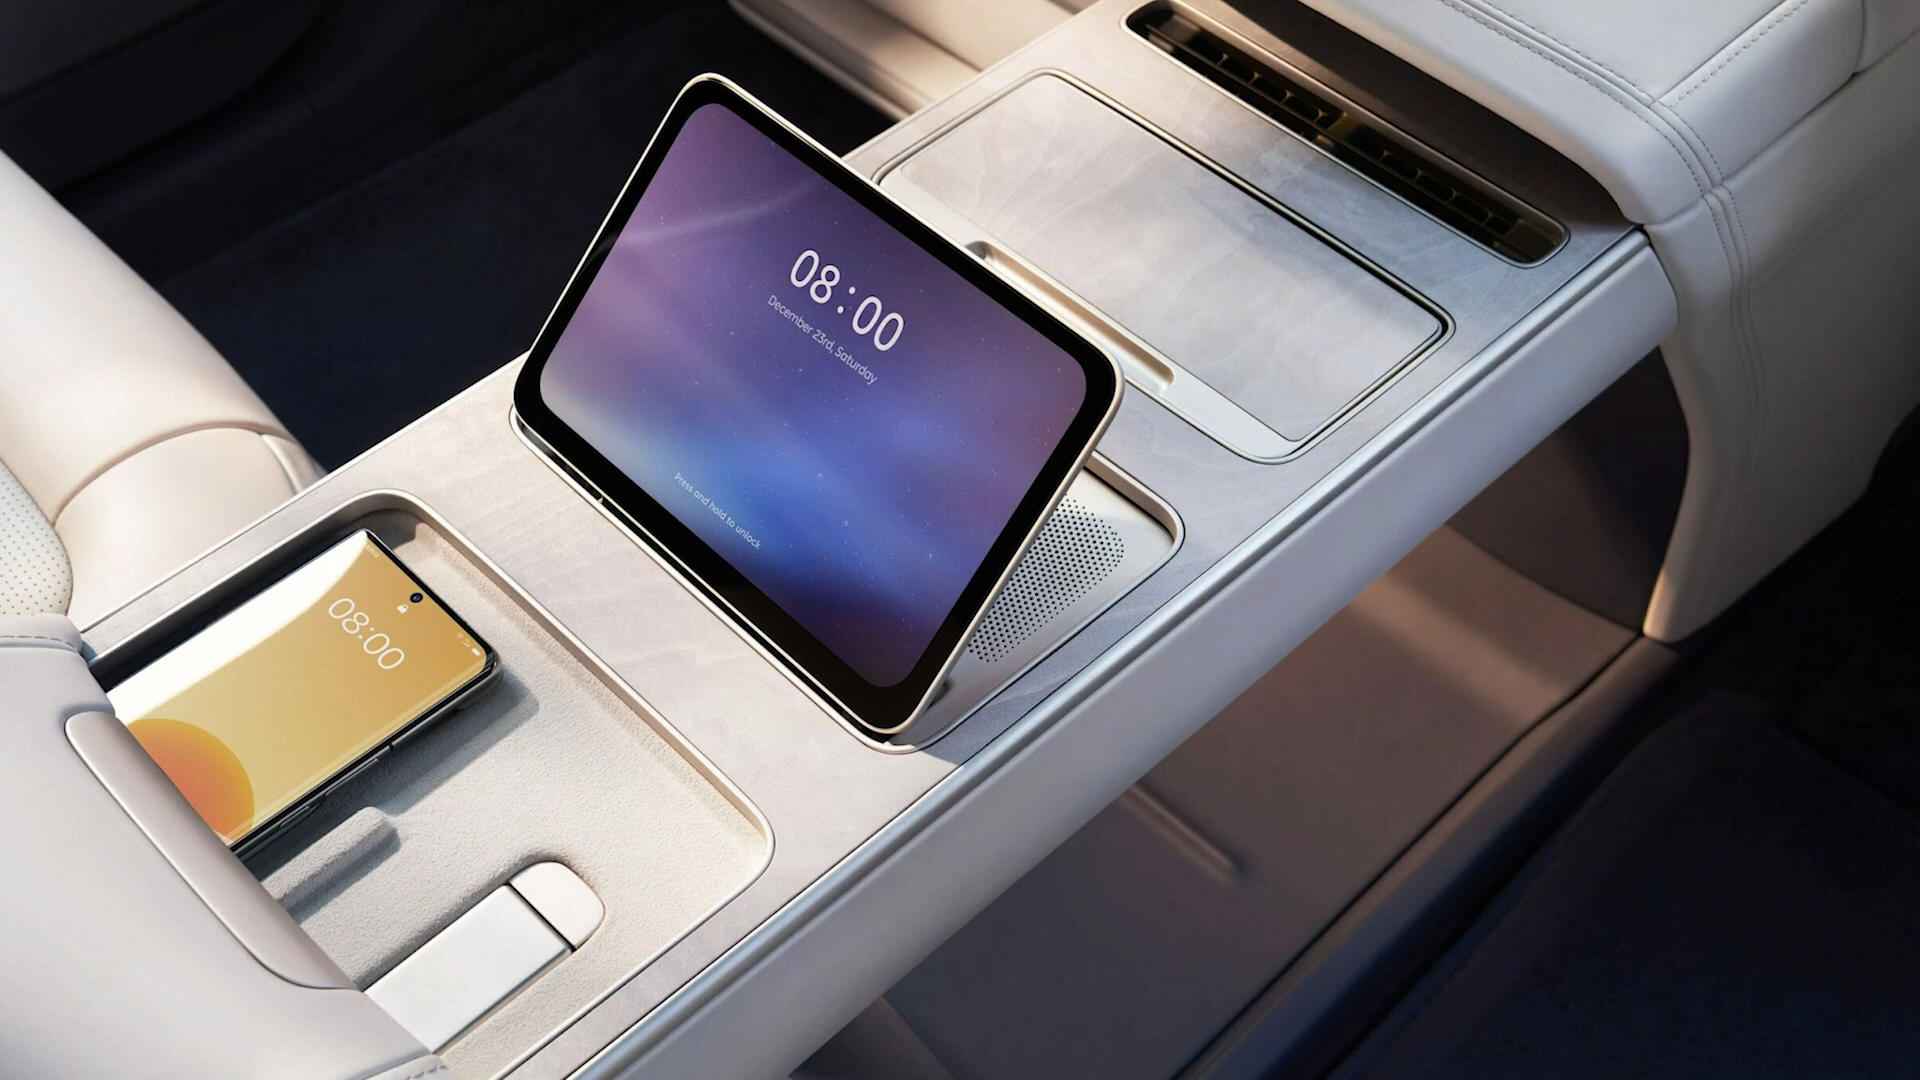 08:00
December 23rd, Saturday
Press and hold to unlock
08:00